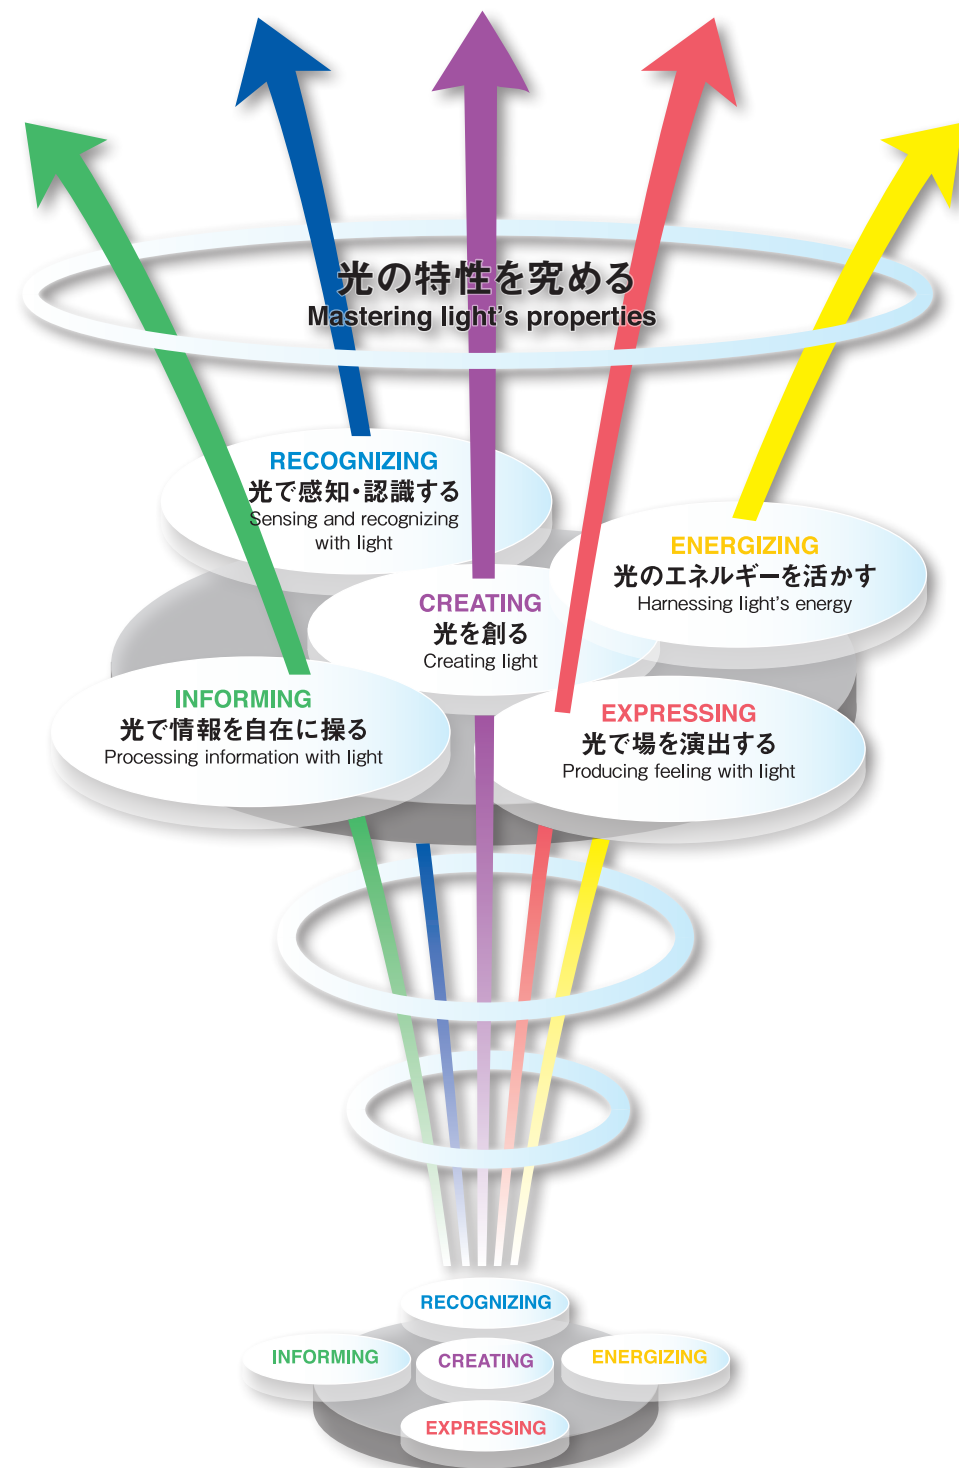 光の特性を究める
Mastering light's properties
RECOGNIZING
光で感知・認識する
Sensing and recognizing
with light
ENERGIZING
光のエネルギーを活かす
Harnessing light's energy
CREATING
光を創る
Creating light
INFORMING
光で情報を自在に操る
Processing information with light
EXPRESSING
光で場を演出する
Producing feeling with light
RECOGNIZING
INFORMING
CREATING
ENERGIZING
EXPRESSING